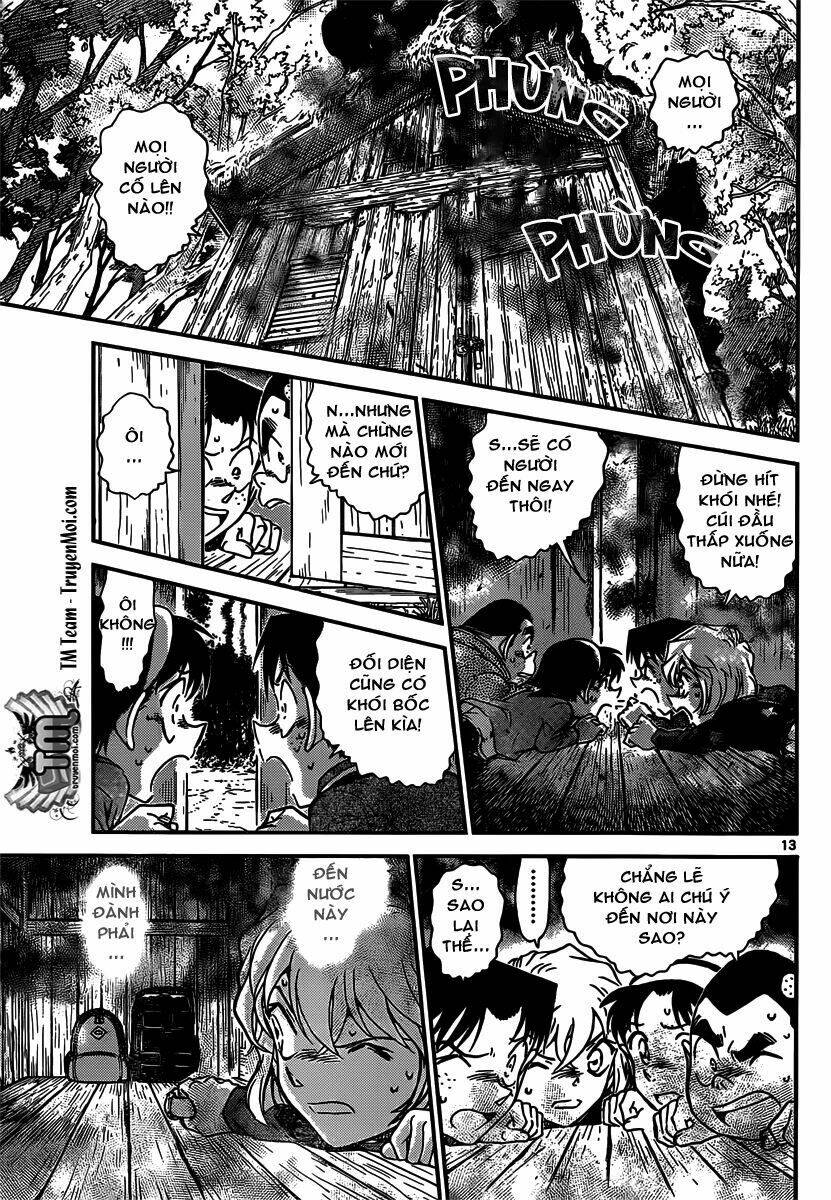 PHÙNG
MỌI
NGƯỜI
...
MỌI
NGƯỜI
CỐ LÊN
NÀO!!
PHÙNG
ĐỪNG HÍT
KHÓI NHÉ!
CÚI ĐẦU
THẤP XUỐNG
NỮA!
S...SẼ CÓ
NGƯỜI
ĐẾN NGAY
THÔI!
N...NHƯNG
MÀ CHỪNG
NÀO MỚI
ĐẾN CHỨ?
ÔI
...
ĐỐI DIỆN
CŨNG CÓ
KHÓI BỐC
LÊN KÌA!
ÔI
KHÔNG
!!!
TM Team - TruyenMoi.com
TM
truyenmoi.com
13
CHẲNG LẼ
KHÔNG AI CHÚ Ý
ĐẾN NƠI NÀY
SAO?
S...
SAO LẠI
THẾ...
.........
ĐẾN
NƯỚC
NÀY
...
MÌNH
ĐÀNH
PHẢI
...